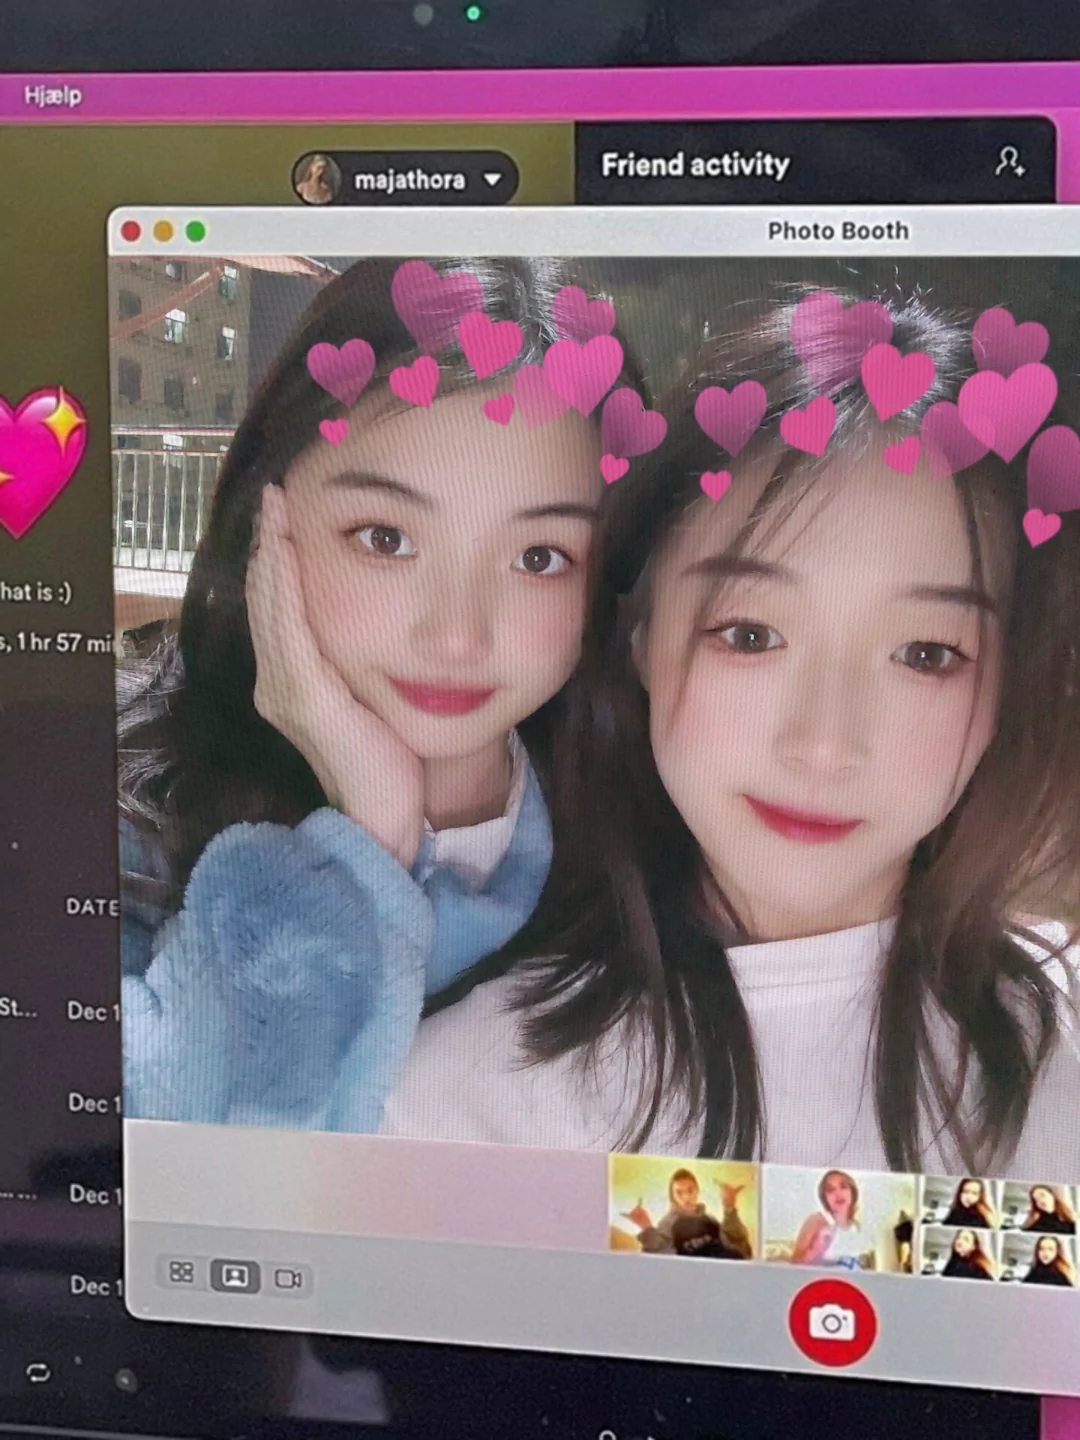 Hjælp
majathora
Friend activity
Photo Booth
hat is :)
s, 1 hr 57 mi
DATE
St...
Dec 1
Dec 1
Dec 1
Dec 1